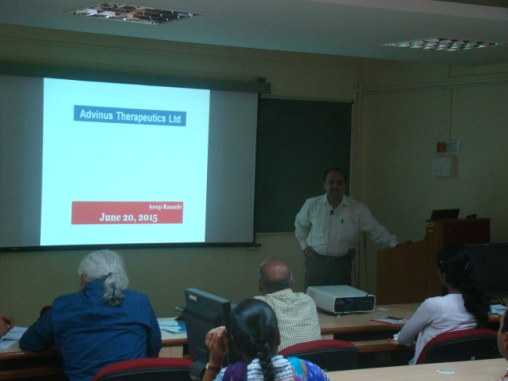 Advinus Therapeutics Ltd
Anup Ranade
June 20, 2015